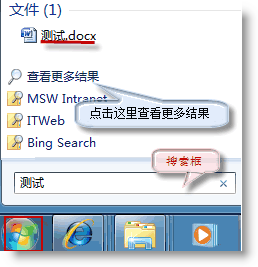 文件 (1)
测试.docx
查看更多结果
MSW Intranet
点击这里查看更多结果
ITWeb
Bing Search
搜索框
测试